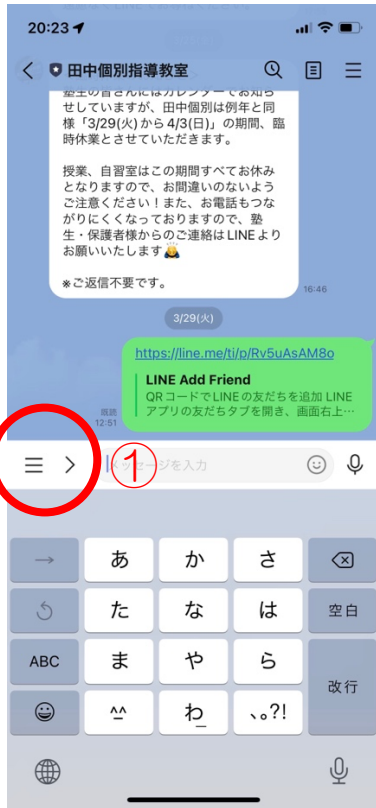 20:23
田中個別指導教室
塾生の皆さんにはカレンダーでお知ら
せしていますが、田中個別は例年と同
様「3/29(火)から4/3(日)」の期間、臨
時休業とさせていただきます。
授業、自習室はこの期間すべてお休み
となりますので、お間違いのないよう
ご注意ください！また、お電話もつな
がりにくくなっておりますので、塾
生・保護者様からのご連絡はLINEより
お願いいたします🙇
※ご返信不要です。
16:46
3/29(火)
https://line.me/ti/p/Rv5uAsAM8o
LINE Add Friend
QRコードでLINEの友だちを追加 LINE
アプリの友だちタブを開き、画面右上…
既読
12:51
①
メッセージを入力
→ あ か さ
た な は 空白
ABC ま や ら
^^ わ 、。?! 改行